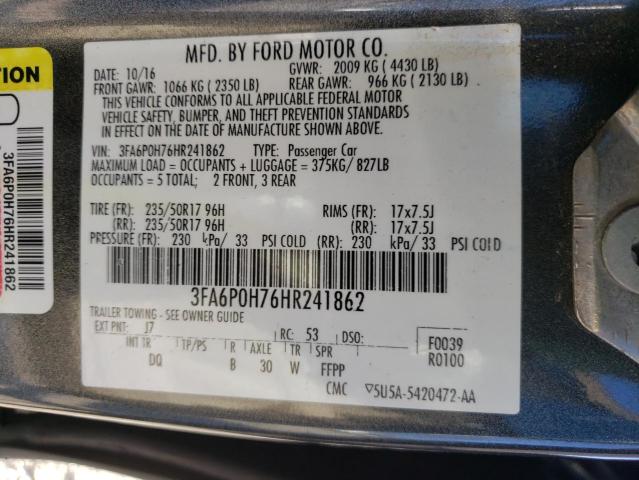 MFD. BY FORD MOTOR CO.
DATE: 10/16 GVWR: 2009 KG ( 4430 LB)
FRONT GAWR: 1066 KG ( 2350 LB) REAR GAWR: 966 KG ( 2130 LB)
THIS VEHICLE CONFORMS TO ALL APPLICABLE FEDERAL MOTOR
VEHICLE SAFETY, BUMPER, AND THEFT PREVENTION STANDARDS
IN EFFECT ON THE DATE OF MANUFACTURE SHOWN ABOVE.
VIN: 3FA6P0H76HR241862 TYPE: Passenger Car
MAXIMUM LOAD = OCCUPANTS + LUGGAGE = 375KG/ 827LB
OCCUPANTS = 5 TOTAL; 2 FRONT, 3 REAR
TIRE (FR): 235/50R17 96H RIMS (FR): 17x7.5J
(RR): 235/50R17 96H (RR): 17x7.5J
PRESSURE (FR): 230 kPa/ 33 PSI COLD (RR): 230 kPa/ 33 PSI COLD
3FA6P0H76HR241862
TRAILER TOWING - SEE OWNER GUIDE
EXT PNT: J7 RC: 53 DSO: F0039
INT TR TP/PS R AXLE TR SPR R0100
DQ B 30 W FFPP
CMC ▽5U5A-5420472-AA
TION
3FA6P0H76HR241862